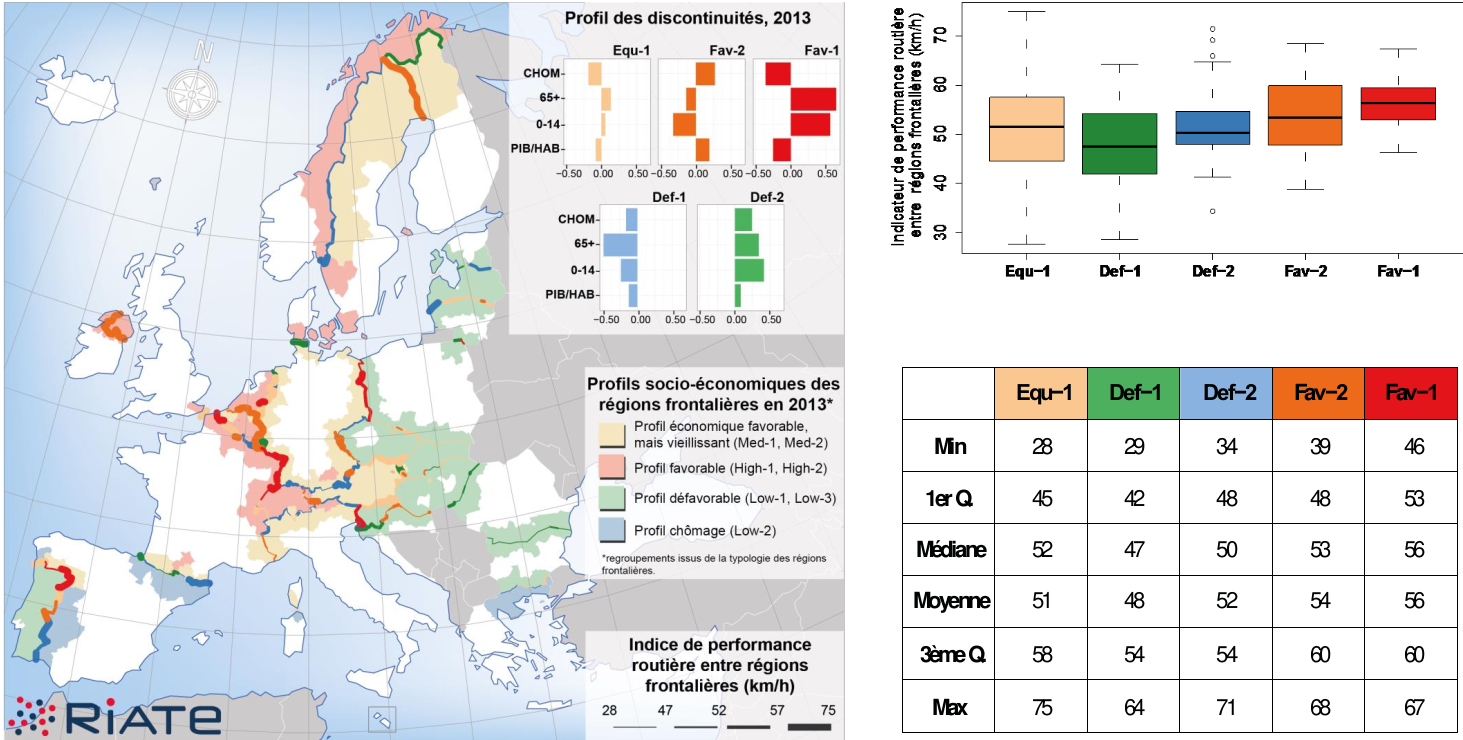 Profil des discontinuités, 2013
Equ-1 Fav-2 Fav-1
CHOM
65+
0-14
PIB/HAB
−0.50 0.00 −0.50 0.00 −0.50 0.00 0.50
Def-1 Def-2
CHOM
65+
0-14
PIB/HAB
−0.50 0.00 0.50 0.00 0.50
Profils socio-économiques des
régions frontalières en 2013*
Profil économique favorable,
mais vieillissant (Med-1, Med-2)
Profil favorable (High-1, High-2)
Profil défavorable (Low-1, Low-3)
Profil chômage (Low-2)
*regroupements issus de la typologie des régions
frontalières.
Indice de performance
routière entre régions
frontalières (km/h)
28 47 52 57 75
N
RIATE
Indicateur de performance routière
entre régions frontalières (km/h)
70
60
50
40
30
Equ−1 Def−1 Def−2 Fav−2 Fav−1
Equ−1 Def−1 Def−2 Fav−2 Fav−1
Min 28 29 34 39 46
1er Q. 45 42 48 48 53
Médiane 52 47 50 53 56
Moyenne 51 48 52 54 56
3ème Q. 58 54 54 60 60
Max 75 64 71 68 67